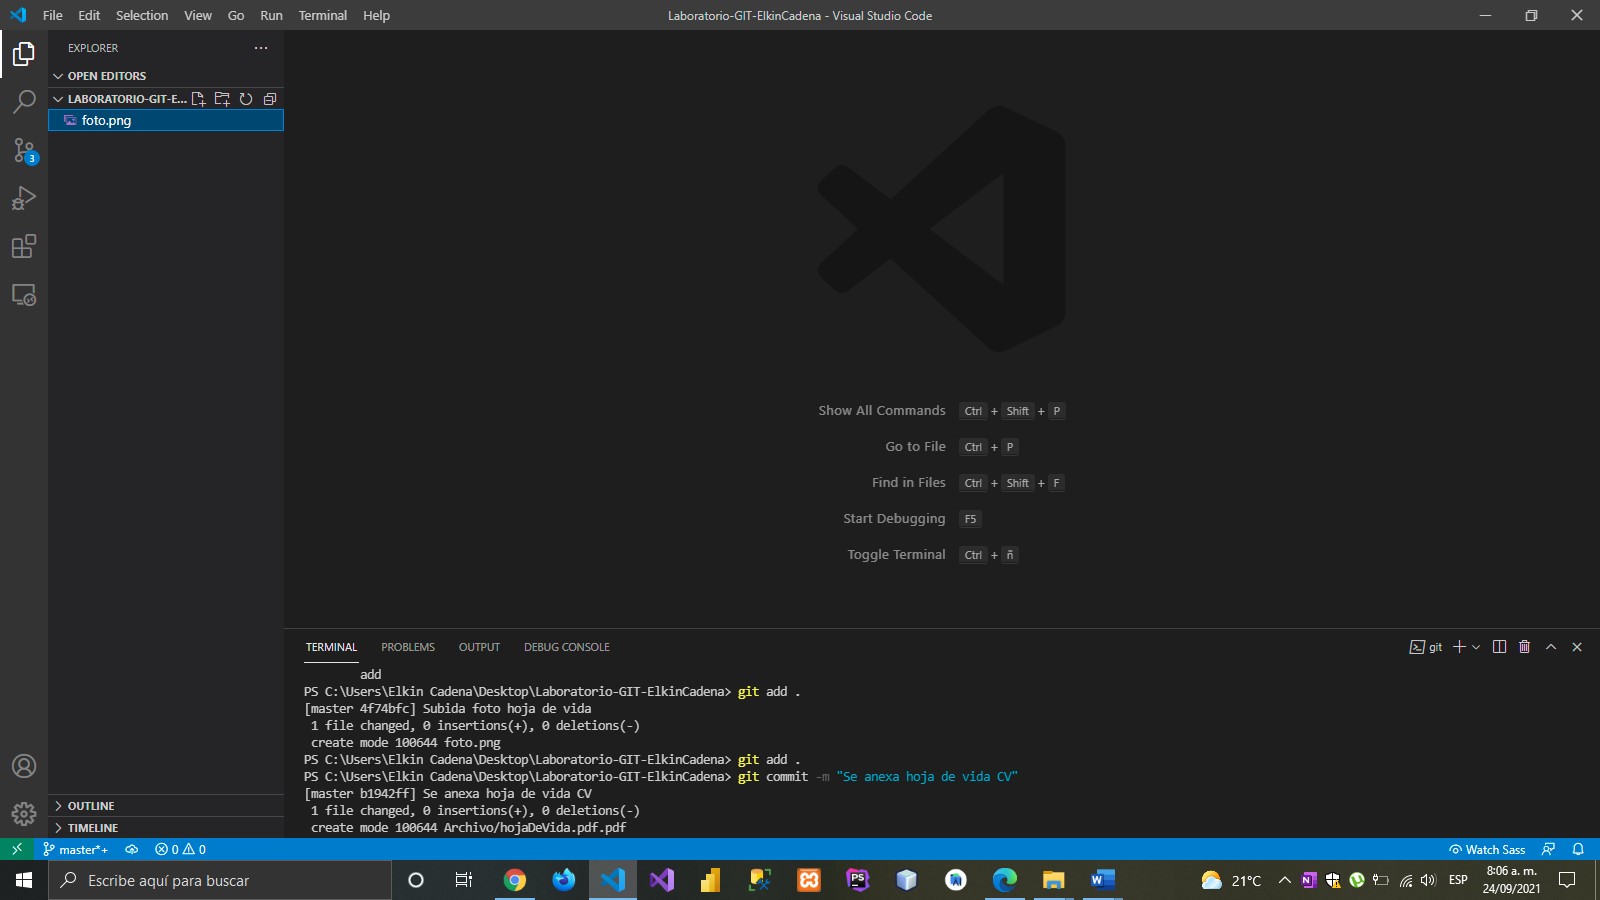 File Edit Selection View Go Run Terminal Help
Laboratorio-GIT-ElkinCadena - Visual Studio Code
EXPLORER
OPEN EDITORS
LABORATORIO-GIT-E...
foto.png
3
Show All Commands Ctrl + Shift + P
Go to File Ctrl + P
Find in Files Ctrl + Shift + F
Start Debugging F5
Toggle Terminal Ctrl + ñ
TERMINAL PROBLEMS OUTPUT DEBUG CONSOLE
git
add
PS C:\Users\Elkin Cadena\Desktop\Laboratorio-GIT-ElkinCadena> git add .
[master 4f74bfc] Subida foto hoja de vida
1 file changed, 0 insertions(+), 0 deletions(-)
create mode 100644 foto.png
PS C:\Users\Elkin Cadena\Desktop\Laboratorio-GIT-ElkinCadena> git add .
PS C:\Users\Elkin Cadena\Desktop\Laboratorio-GIT-ElkinCadena> git commit -m "Se anexa hoja de vida CV"
[master b1942ff] Se anexa hoja de vida CV
1 file changed, 0 insertions(+), 0 deletions(-)
create mode 100644 Archivo/hojaDeVida.pdf.pdf
OUTLINE
TIMELINE
master*+ 0 0
Watch Sass
Escribe aquí para buscar
PS
W
21°C
N
ESP
8:06 a. m.
24/09/2021